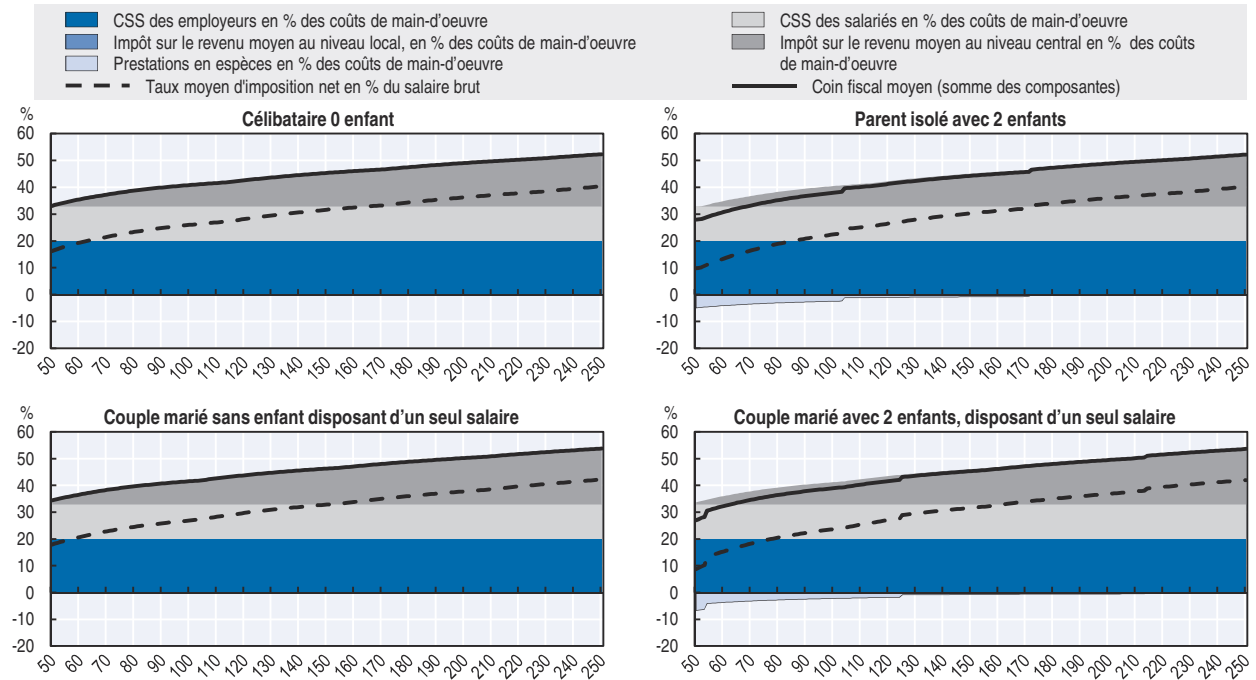 CSS des employeurs en % des coûts de main-d'oeuvre
CSS des salariés en % des coûts de main-d'oeuvre
Impôt sur le revenu moyen au niveau local, en % des coûts de main-d'oeuvre
Impôt sur le revenu moyen au niveau central en % des coûts
de main-d'oeuvre
Prestations en espèces en % des coûts de main-d'oeuvre
Taux moyen d'imposition net en % du salaire brut
Coin fiscal moyen (somme des composantes)
%
Célibataire 0 enfant
60
50
40
30
20
10
0
-10
-20
50 60 70 80 90 100 110 120 130 140 150 160 170 180 190 200 210 220 230 240 250
%
Parent isolé avec 2 enfants
60
50
40
30
20
10
0
-10
-20
50 60 70 80 90 100 110 120 130 140 150 160 170 180 190 200 210 220 230 240 250
%
Couple marié sans enfant disposant d'un seul salaire
60
50
40
30
20
10
0
-10
-20
50 60 70 80 90 100 110 120 130 140 150 160 170 180 190 200 210 220 230 240 250
%
Couple marié avec 2 enfants, disposant d'un seul salaire
60
50
40
30
20
10
0
-10
-20
50 60 70 80 90 100 110 120 130 140 150 160 170 180 190 200 210 220 230 240 250